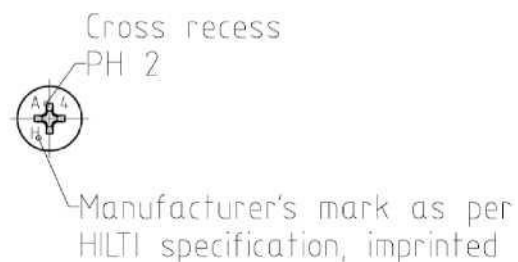 Cross recess
PH 2
A 4
H
Manufacturer's mark as per
HILTI specification, imprinted